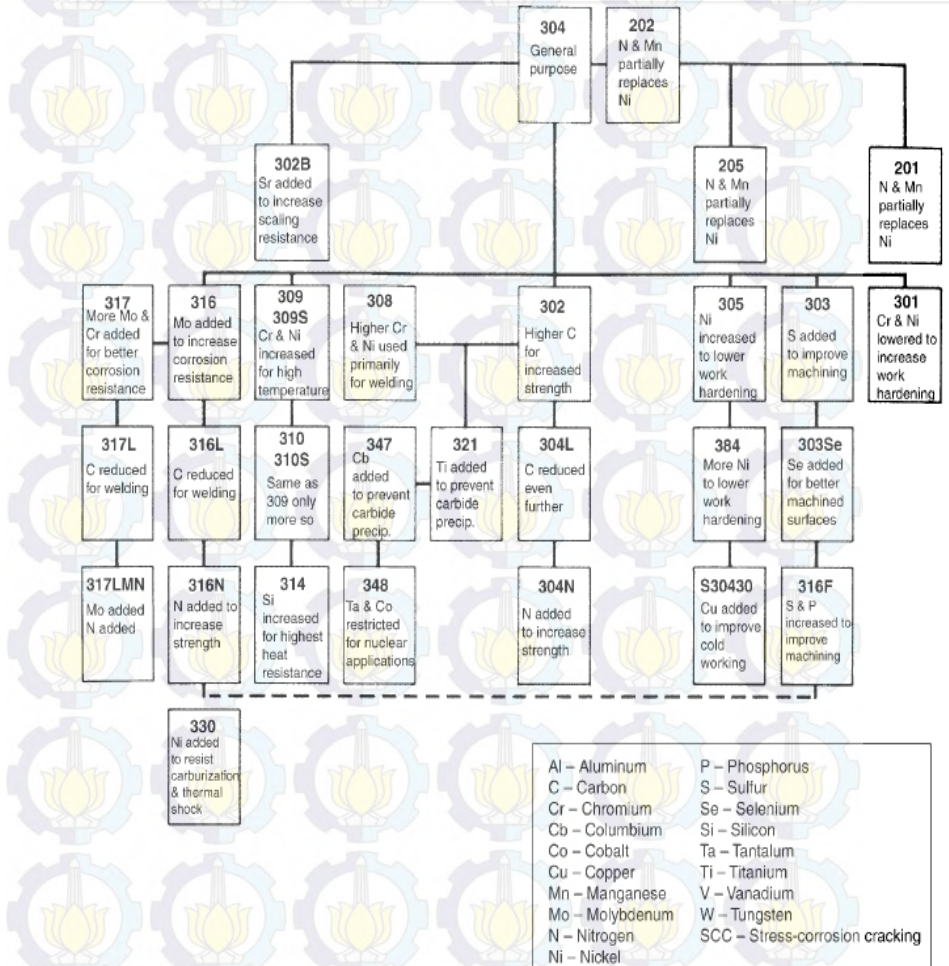 304
General
purpose
202
N & Mn
partially
replaces
Ni
302B
Sr added
to increase
scaling
resistance
205
N & Mn
partially
replaces
Ni
201
N & Mn
partially
replaces
Ni
317
More Mo &
Cr added
for better
corrosion
resistance
316
Mo added
to increase
corrosion
resistance
309
309S
Cr & Ni
increased
for high
temperature
308
Higher Cr
& Ni used
primarily
for welding
302
Higher C
for
increased
strength
305
Ni
increased
to lower
work
hardening
303
S added
to improve
machining
301
Cr & Ni
lowered to
increase
work
hardening
317L
C reduced
for welding
316L
C reduced
for welding
310
310S
Same as
309 only
more so
347
Cb
added
to prevent
carbide
precip.
321
Ti added
to prevent
carbide
precip.
304L
C reduced
even
further
384
More Ni
to lower
work
hardening
303Se
Se added
for better
machined
surfaces
317LMN
Mo added
N added
316N
N added to
increase
strength
314
Si
increased
for highest
heat
resistance
348
Ta & Co
restricted
for nuclear
applications
304N
N added
to increase
strength
S30430
Cu added
to improve
cold
working
316F
S & P
increased to
improve
machining
330
Ni added
to resist
carburization
& thermal
shock
Al – Aluminum
C – Carbon
Cr – Chromium
Cb – Columbium
Co – Cobalt
Cu – Copper
Mn – Manganese
Mo – Molybdenum
N – Nitrogen
Ni – Nickel
P – Phosphorus
S – Sulfur
Se – Selenium
Si – Silicon
Ta – Tantalum
Ti – Titanium
V – Vanadium
W – Tungsten
SCC – Stress-corrosion cracking